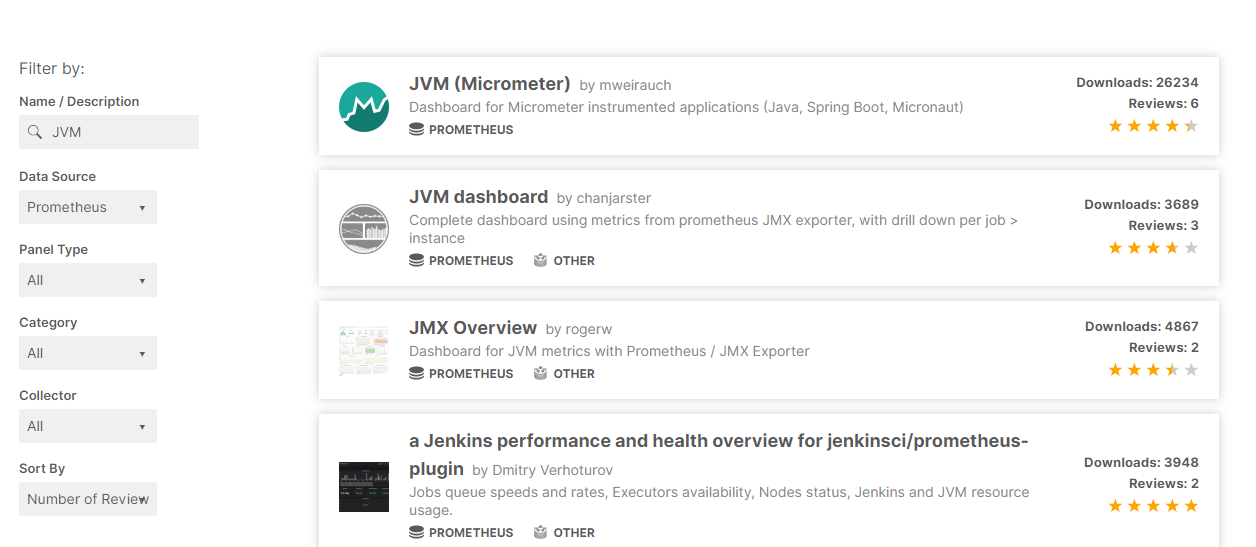 Filter by:
Name / Description
JVM
Data Source
Prometheus
Panel Type
All
Category
All
Collector
All
Sort By
Number of Review
JVM (Micrometer) by mweirauch
Dashboard for Micrometer instrumented applications (Java, Spring Boot, Micronaut)
PROMETHEUS
Downloads: 26234
Reviews: 6
JVM dashboard by chanjarster
Complete dashboard using metrics from prometheus JMX exporter, with drill down per job >
instance
PROMETHEUS OTHER
Downloads: 3689
Reviews: 3
JMX Overview by rogerw
Dashboard for JVM metrics with Prometheus / JMX Exporter
PROMETHEUS OTHER
Downloads: 4867
Reviews: 2
a Jenkins performance and health overview for jenkinsci/prometheus-
plugin by Dmitry Verhoturov
Jobs queue speeds and rates, Executors availability, Nodes status, Jenkins and JVM resource
usage.
PROMETHEUS OTHER
Downloads: 3948
Reviews: 2